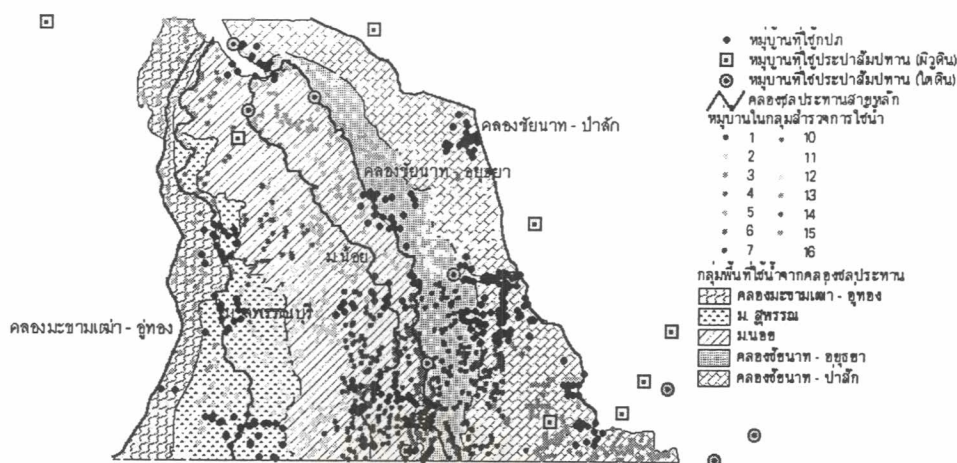 หมู่บ้านที่ใช้กปภ
หมู่บ้านที่ใช้ประปาสัมปทาน (ผิวดิน)
หมู่บ้านที่ใช้ประปาสัมปทาน (ใต้ดิน)
คลองชลประทานสายหลัก
หมู่บ้านในกลุ่มสำรวจการใช้น้ำ
1 10
2 11
3 12
4 13
5 14
6 15
7 16
กลุ่มพื้นที่ใช้น้ำจากคลองชลประทาน
คลองมะขามเฒ่า - อู่ทอง
ม. สุพรรณ
ม.น้อย
คลองชัยนาท - อยุธยา
คลองชัยนาท - ป่าสัก
คลองชัยนาท - ป่าสัก
คลองชัยนาท - อยุธยา
ม.น้อย
คลองมะขามเฒ่า - อู่ทอง